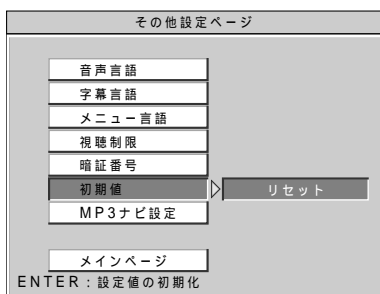 その他設定ページ
音声言語
字幕言語
メニュー言語
視聴制限
暗証番号
初期値 リセット
MP3ナビ設定
メインページ
ENTER：設定値の初期化